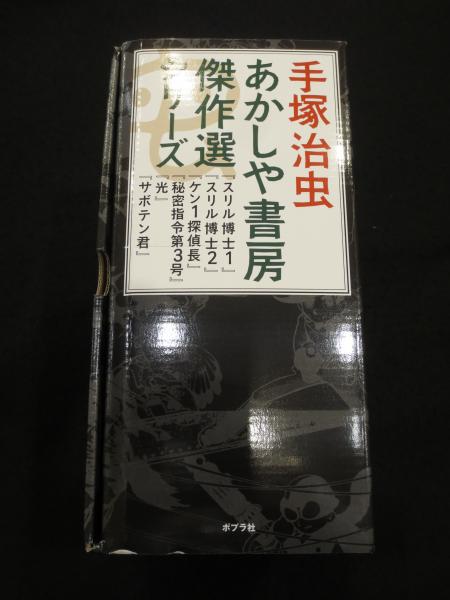 手塚治虫
あかしや書房
傑作選
シリーズ
『スリル博士1』
『スリル博士2』
『ケン1探偵長』
『秘密指令第3号』
『光』
『サボテン君』
ポプラ社